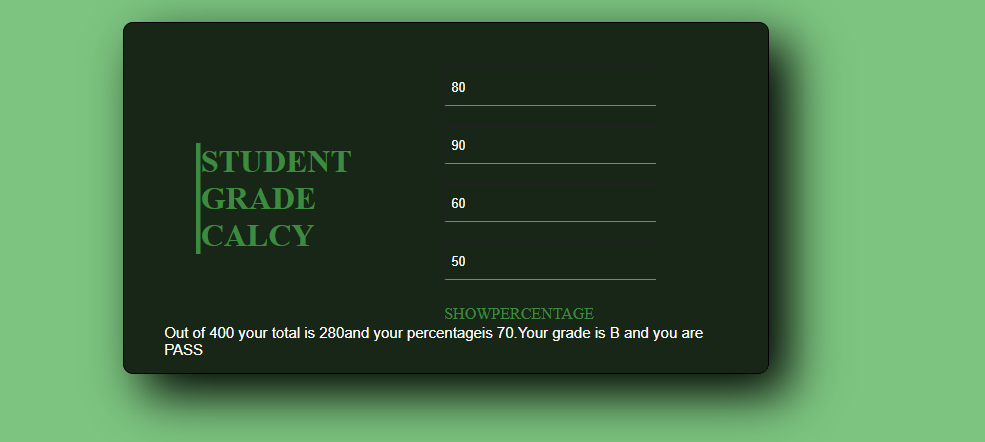 STUDENT
GRADE
CALCY
80
90
60
50
SHOWPERCENTAGE
Out of 400 your total is 280and your percentageis 70.Your grade is B and you are
PASS